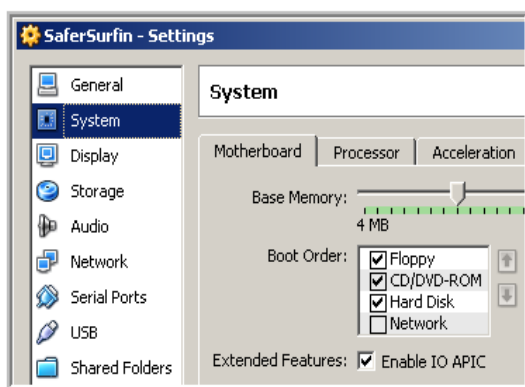 SaferSurfin - Settings
General
System
Display
Storage
Audio
Network
Serial Ports
USB
Shared Folders
System
Motherboard Processor Acceleration
Base Memory:
4 MB
Boot Order:
Floppy
CD/DVD-ROM
Hard Disk
Network
Extended Features: Enable IO APIC